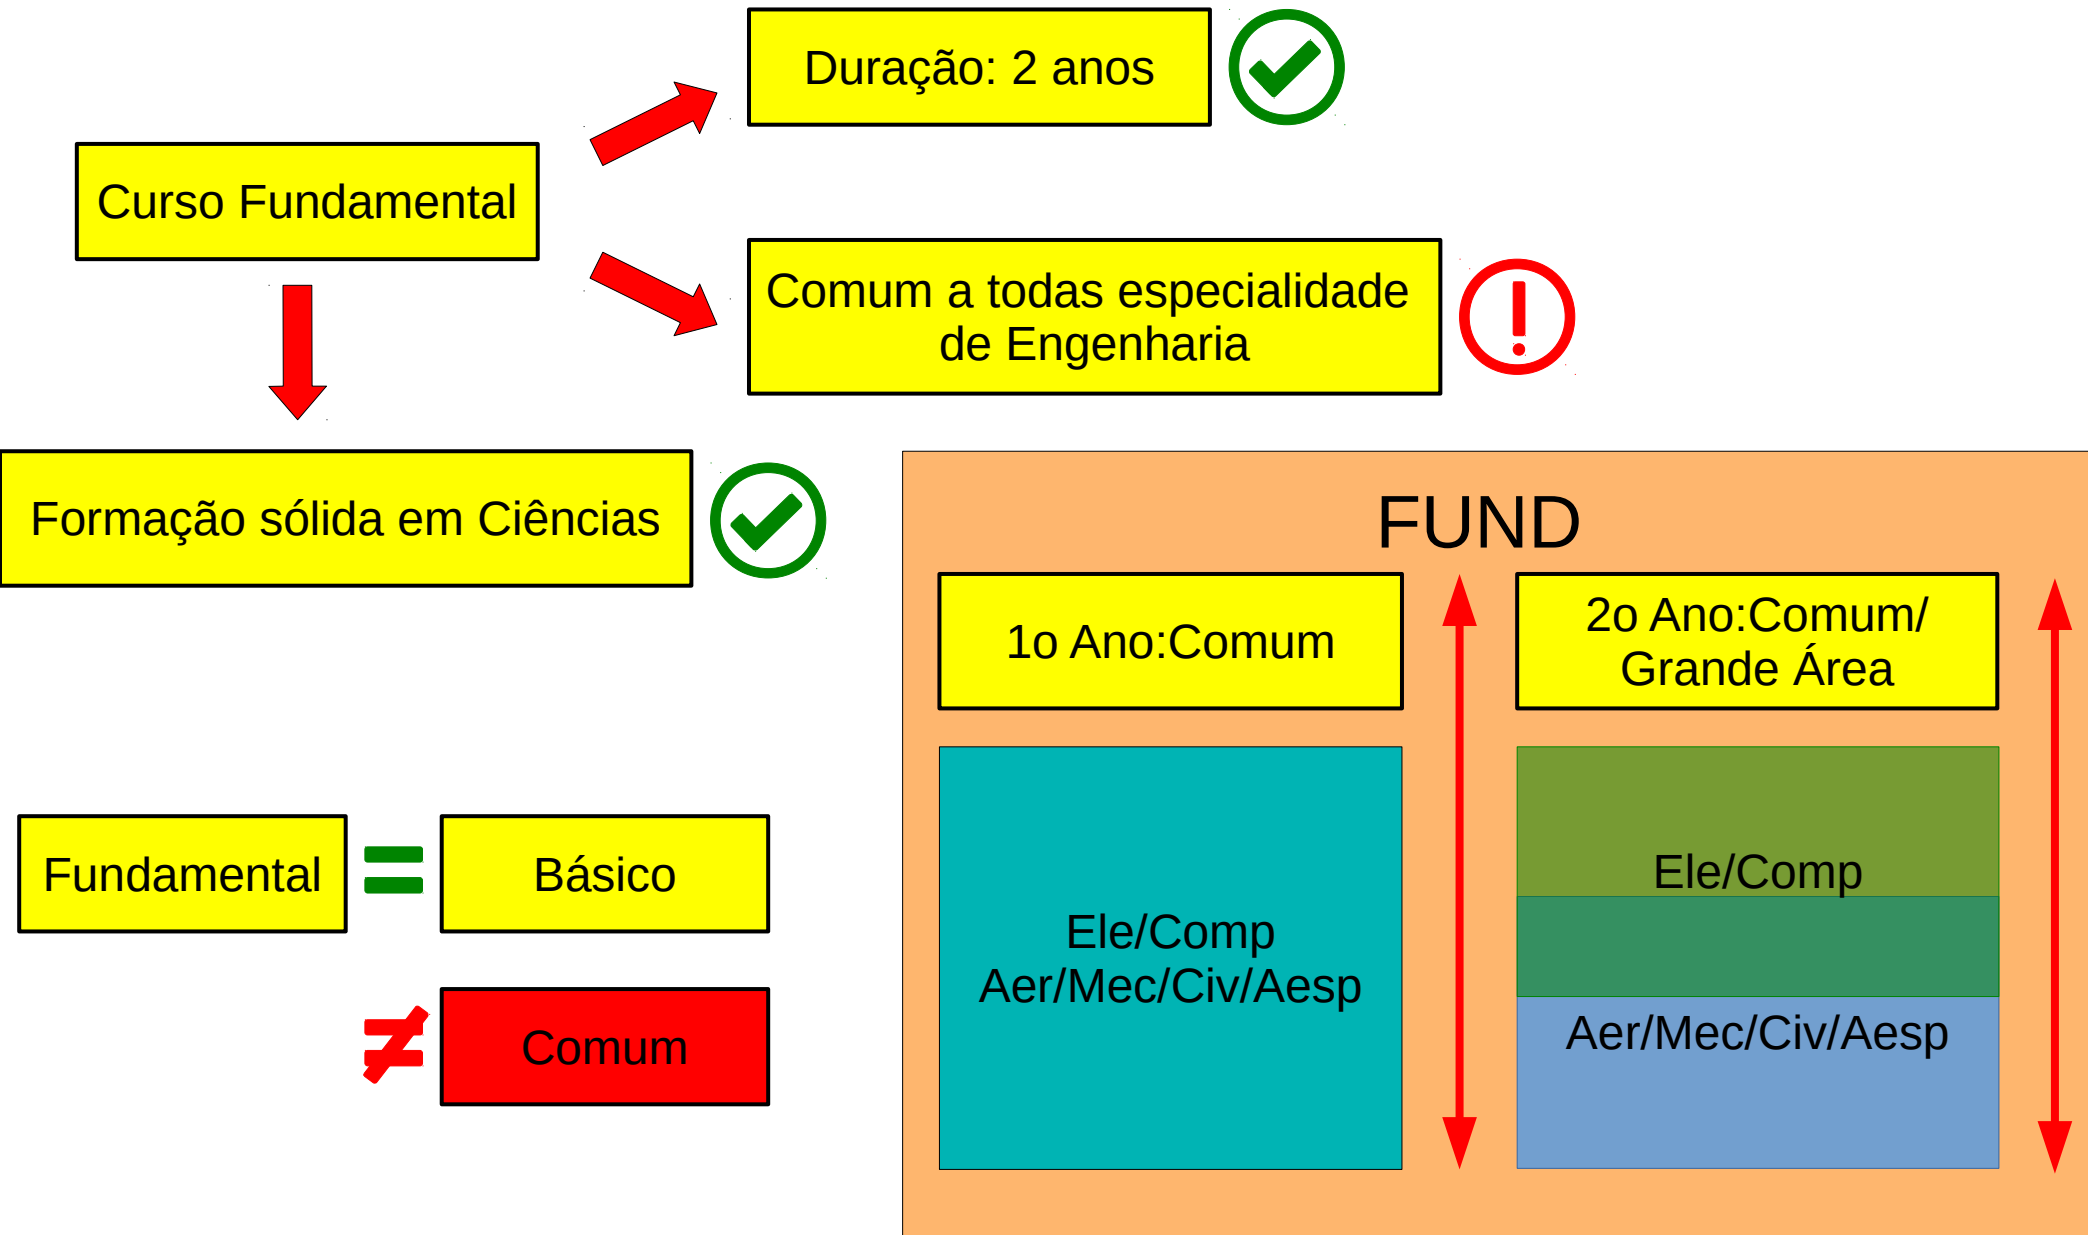 Duração: 2 anos
Curso Fundamental
Comum a todas especialidade
de Engenharia
Formação sólida em Ciências
FUND
1o Ano:Comum
2o Ano:Comum/
Grande Área
Ele/Comp
Aer/Mec/Civ/Aesp
Ele/Comp
Aer/Mec/Civ/Aesp
Fundamental
=
Básico
≠
Comum